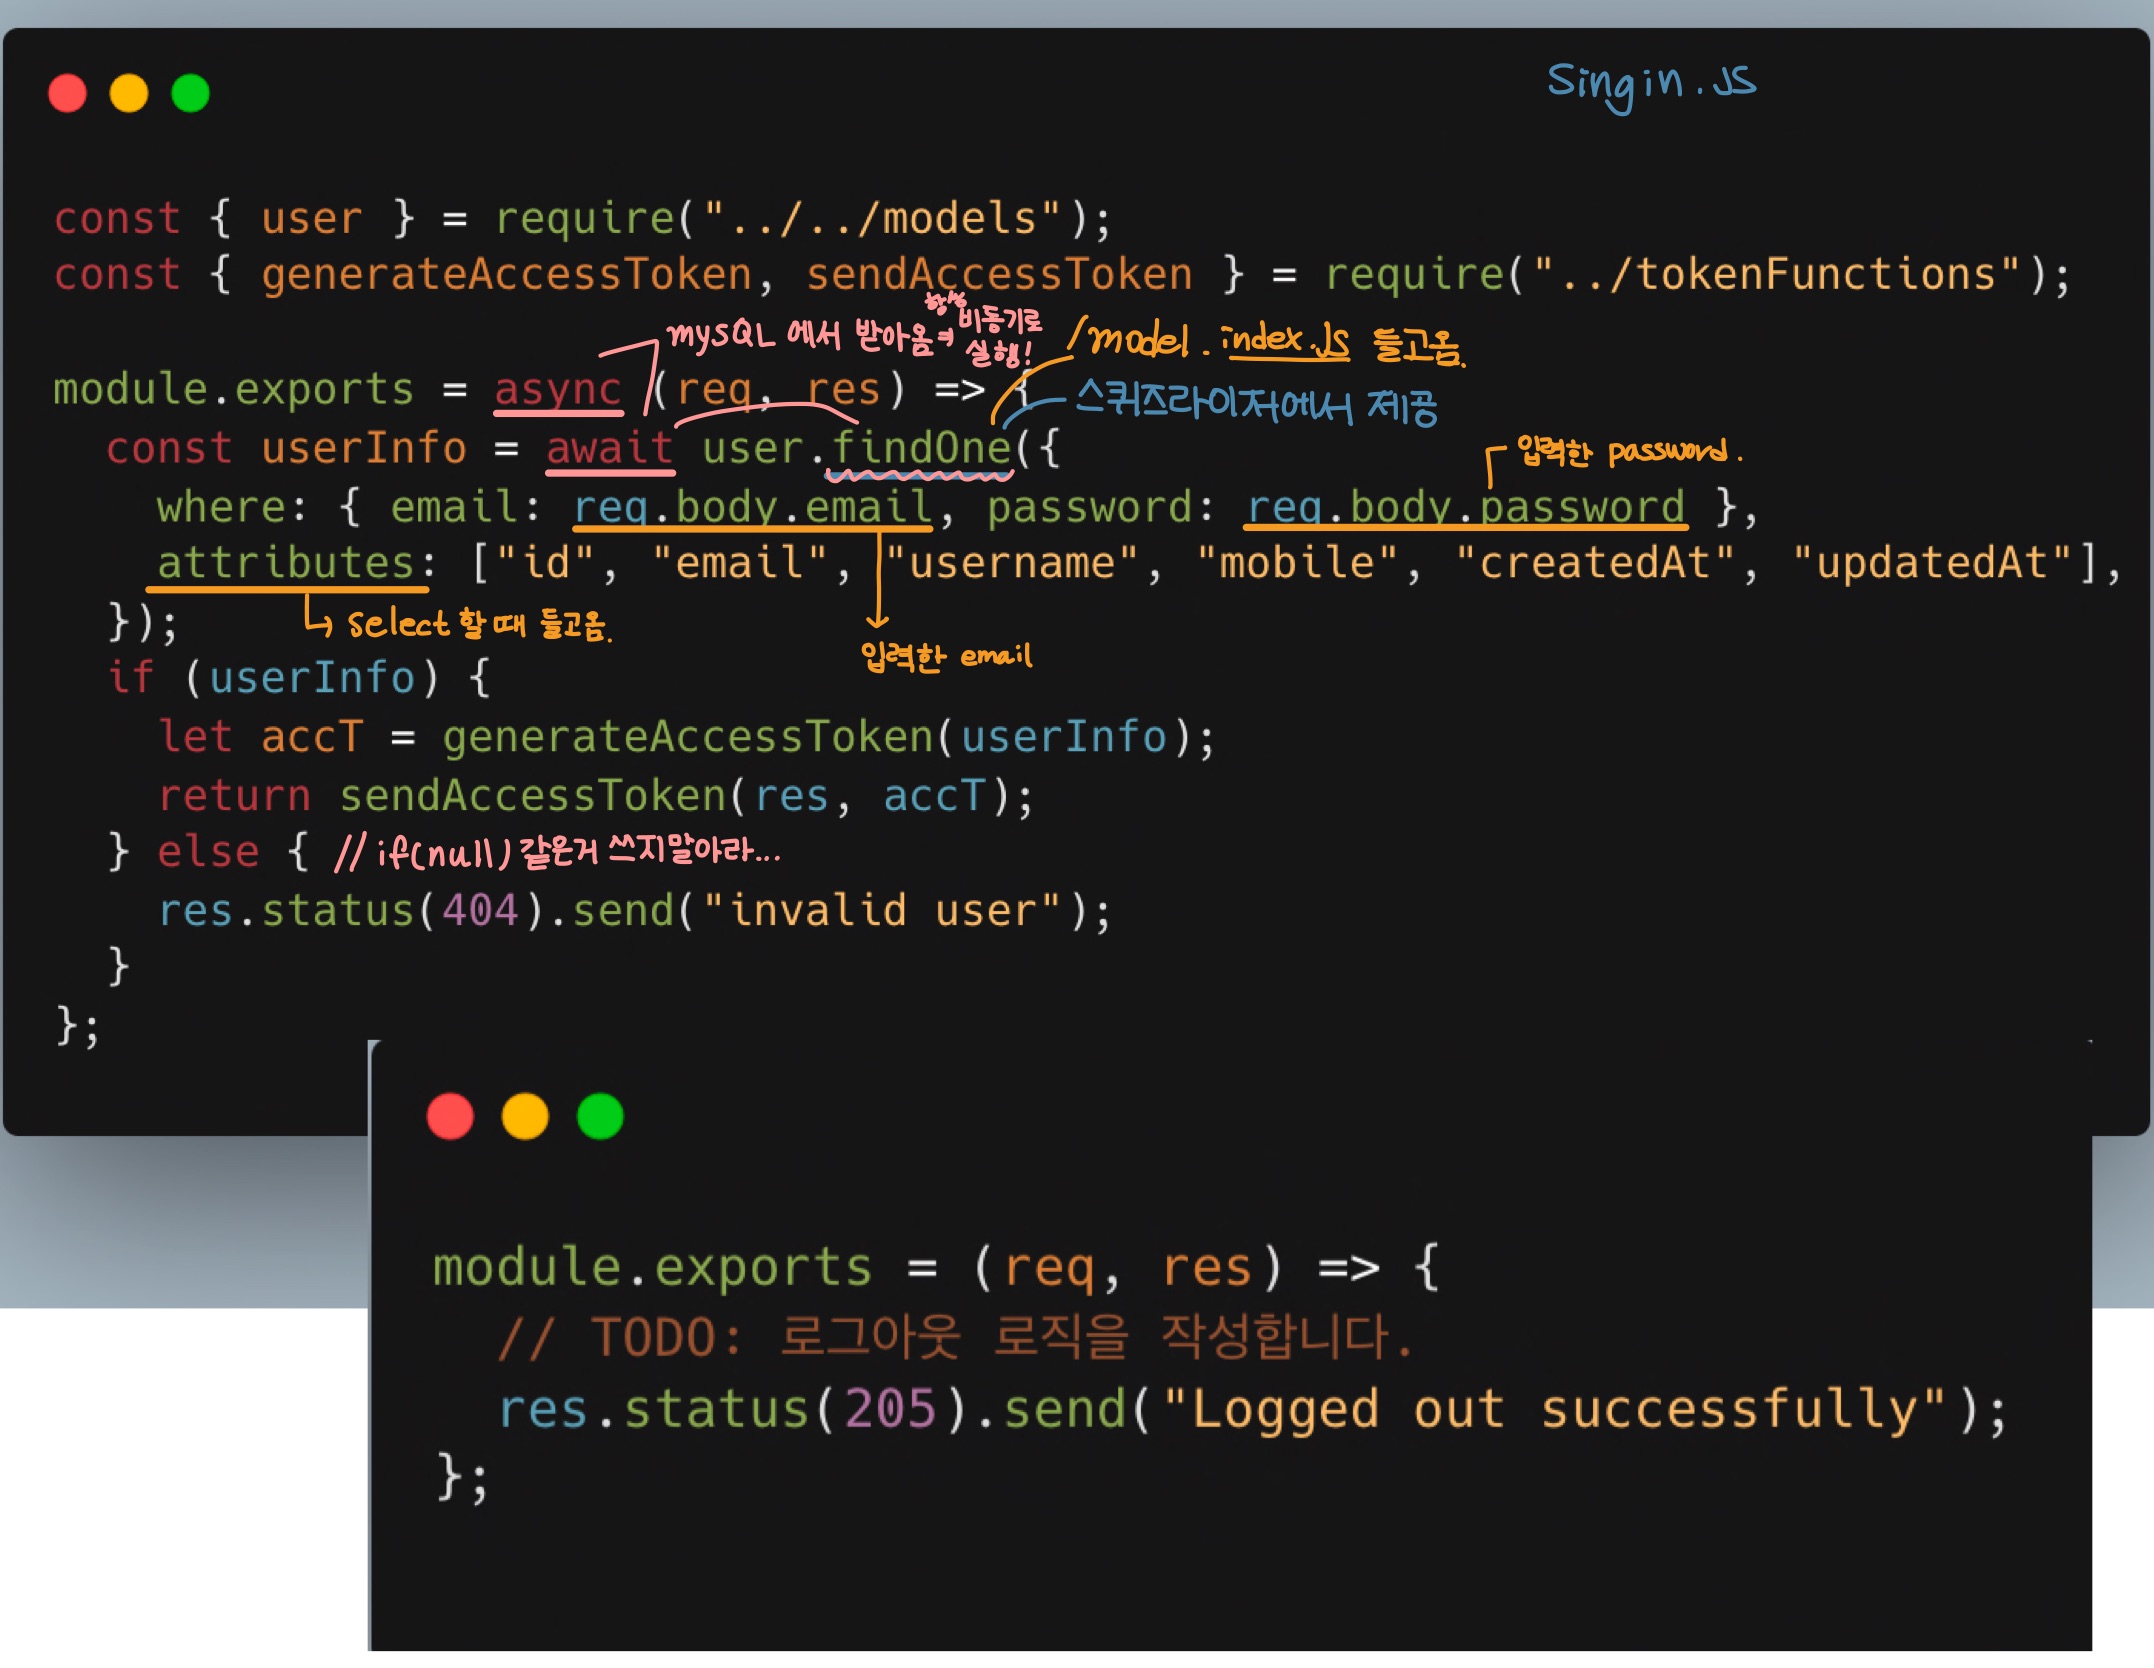 Singin.JS
const { user } = require("../../models");
const { generateAccessToken, sendAccessToken } = require("../tokenFunctions");
mySQL 에서 받아옴 항상 비동기로 실행!
/model.index.JS 들고옴.
module.exports = async (req, res) => {
스퀴즈라이저에서 제공
const userInfo = await user.findOne({
입력한 password.
where: { email: req.body.email, password: req.body.password },
attributes: ["id", "email", "username", "mobile", "createdAt", "updatedAt"],
});
select 할 때 들고옴.
입력한 email
if (userInfo) {
let accT = generateAccessToken(userInfo);
return sendAccessToken(res, accT);
} else { // if(null) 같은거 쓰지말아라...
res.status(404).send("invalid user");
}
};
module.exports = (req, res) => {
// TODO: 로그아웃 로직을 작성합니다.
res.status(205).send("Logged out successfully");
};